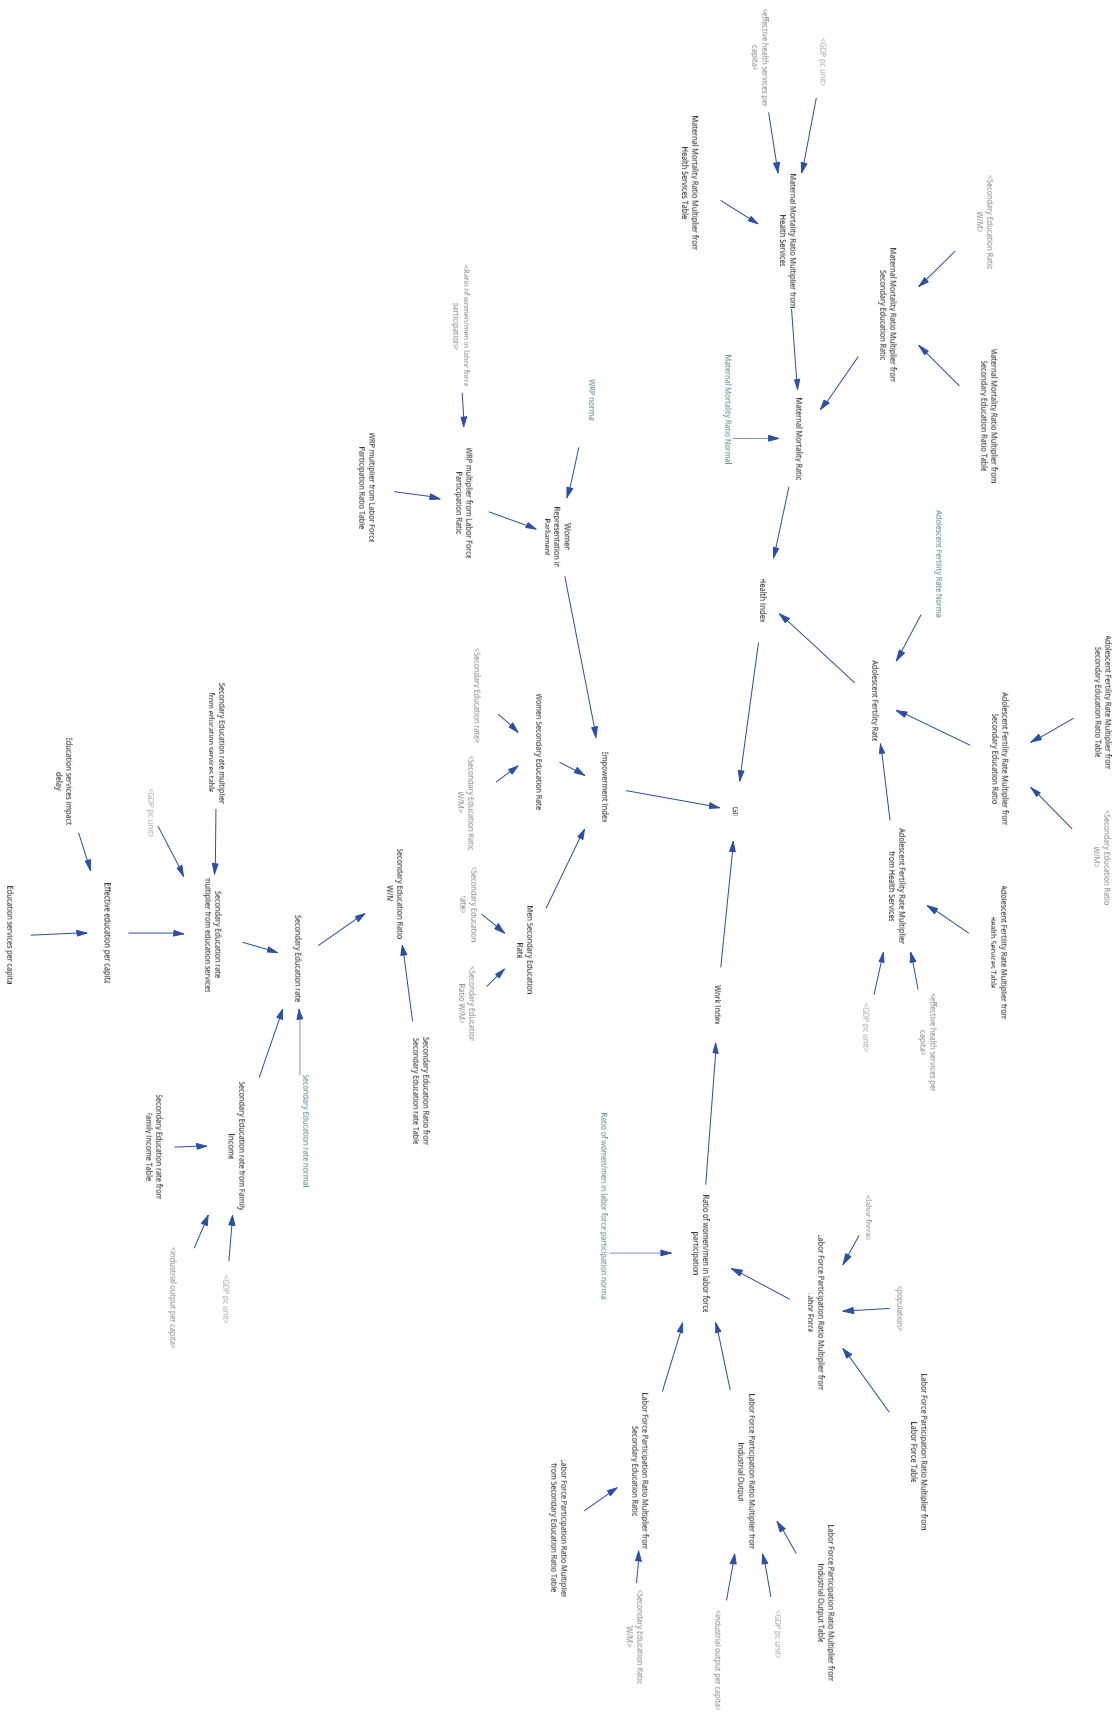 <effective health services per
capita>
<GDP pc unit>
Maternal Mortality Ratio Multiplier from
Health Services Table
Maternal Mortality Ratio Multiplier from
Health Services
<Secondary Education Ratio
W/M>
Maternal Mortality Ratio Multiplier from
Secondary Education Ratio
Maternal Mortality Ratio Multiplier from
Secondary Education Ratio Table
Maternal Mortality Ratio Normal
Maternal Mortality Ratio
<Ratio of women/men in labor force
participation>
WRP normal
WRP multiplier from Labor Force
Participation Ratio Table
WRP multiplier from Labor Force
Participation Ratio
Women
Representation in
Parliament
Health Index
Adolescent Fertility Rate Normal
Adolescent Fertility Rate
Adolescent Fertility Rate Multiplier from
Secondary Education Ratio
Adolescent Fertility Rate Multiplier from
Secondary Education Ratio Table
<Secondary Education Ratio
W/M>
Adolescent Fertility Rate Multiplier
from Health Services
Adolescent Fertility Rate Multiplier from
Health Services Table
<GDP pc unit>
<effective health services per
capita>
<Secondary Education rate>
Women Secondary Education Rate
<Secondary Education Ratio
W/M>
Empowerment Index
GII
<Secondary Education
rate>
Men Secondary Education
Rate
<Secondary Education
Ratio W/M>
Secondary Education rate multiplier
from education services table
Education services impact
delay
<GDP pc unit>
Education services per capita
Effective education per capita
Secondary Education rate
multiplier from education services
Secondary Education rate
Secondary Education Ratio
W/M
Secondary Education Ratio from
Secondary Education rate Table
Secondary Education rate normal
Secondary Education rate from Family
Income
Secondary Education rate from
Family Income Table
<industrial output per capita>
<GDP pc unit>
Work Index
Ratio of women/men in labor force participation normal
Ratio of women/men in labor force
participation
<labor force>
Labor Force Participation Ratio Multiplier from
Labor Force
<population>
Labor Force Participation Ratio Multiplier from
Labor Force Table
Labor Force Participation Ratio Multiplier from
Secondary Education Ratio
Labor Force Participation Ratio Multiplier
from Secondary Education Ratio Table
<Secondary Education Ratio
W/M>
Labor Force Participation Ratio Multiplier from
Industrial Output
Labor Force Participation Ratio Multiplier from
Industrial Output Table
<industrial output per capita>
<GDP pc unit>